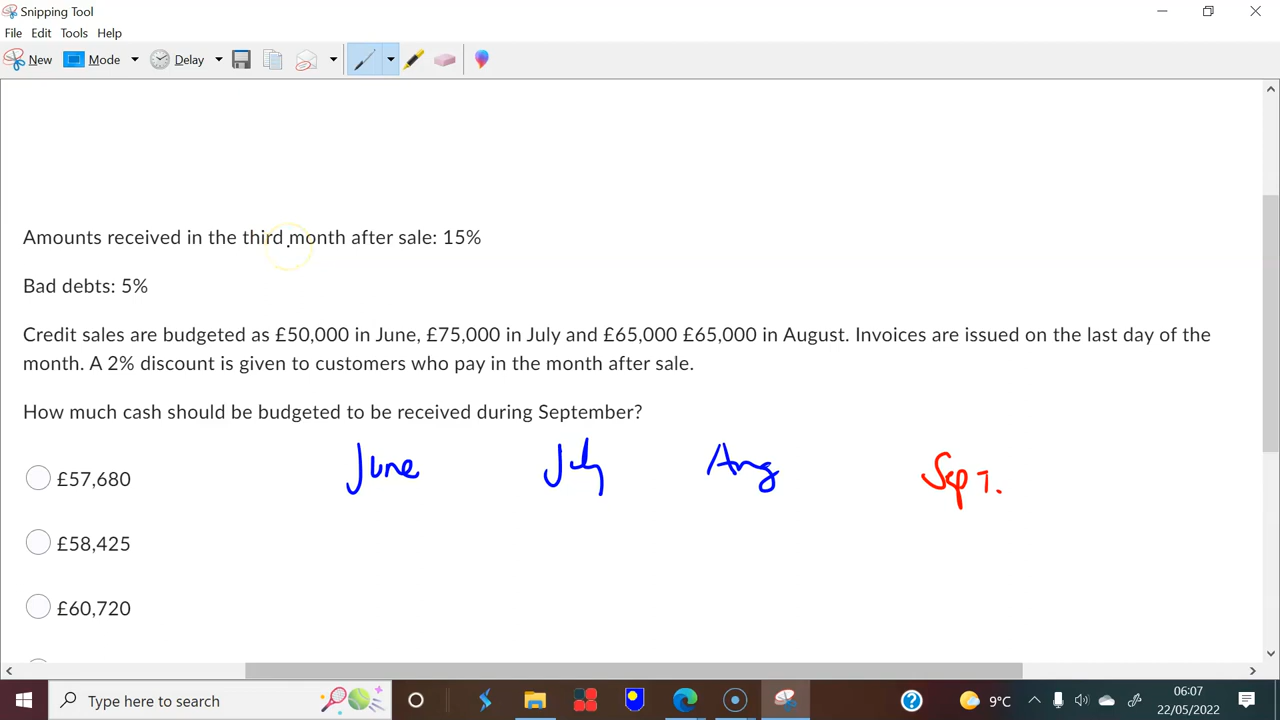 Snipping Tool
File Edit Tools Help
New Mode Delay
Amounts received in the third month after sale: 15%
Bad debts: 5%
Credit sales are budgeted as £50,000 in June, £75,000 in July and £65,000 £65,000 in August. Invoices are issued on the last day of the
month. A 2% discount is given to customers who pay in the month after sale.
How much cash should be budgeted to be received during September?
June July Aug Sept.
£57,680
£58,425
£60,720
Type here to search
9°C
06:07
22/05/2022